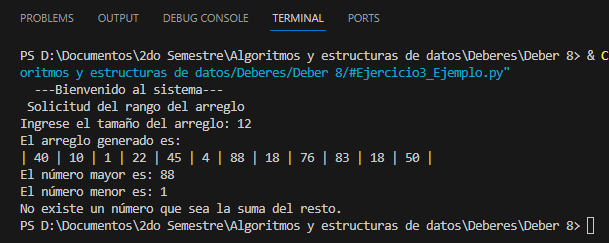 PROBLEMS OUTPUT DEBUG CONSOLE TERMINAL PORTS
PS D:\Documentos\2do Semestre\Algoritmos y estructuras de datos\Deberes\Deber 8> & C
oritmos y estructuras de datos/Deberes/Deber 8/#Ejercicio3_Ejemplo.py"
---Bienvenido al sistema---
Solicitud del rango del arreglo
Ingrese el tamaño del arreglo: 12
El arreglo generado es:
| 40 | 10 | 1 | 22 | 45 | 4 | 88 | 18 | 76 | 83 | 18 | 50 |
El número mayor es: 88
El número menor es: 1
No existe un número que sea la suma del resto.
PS D:\Documentos\2do Semestre\Algoritmos y estructuras de datos\Deberes\Deber 8>